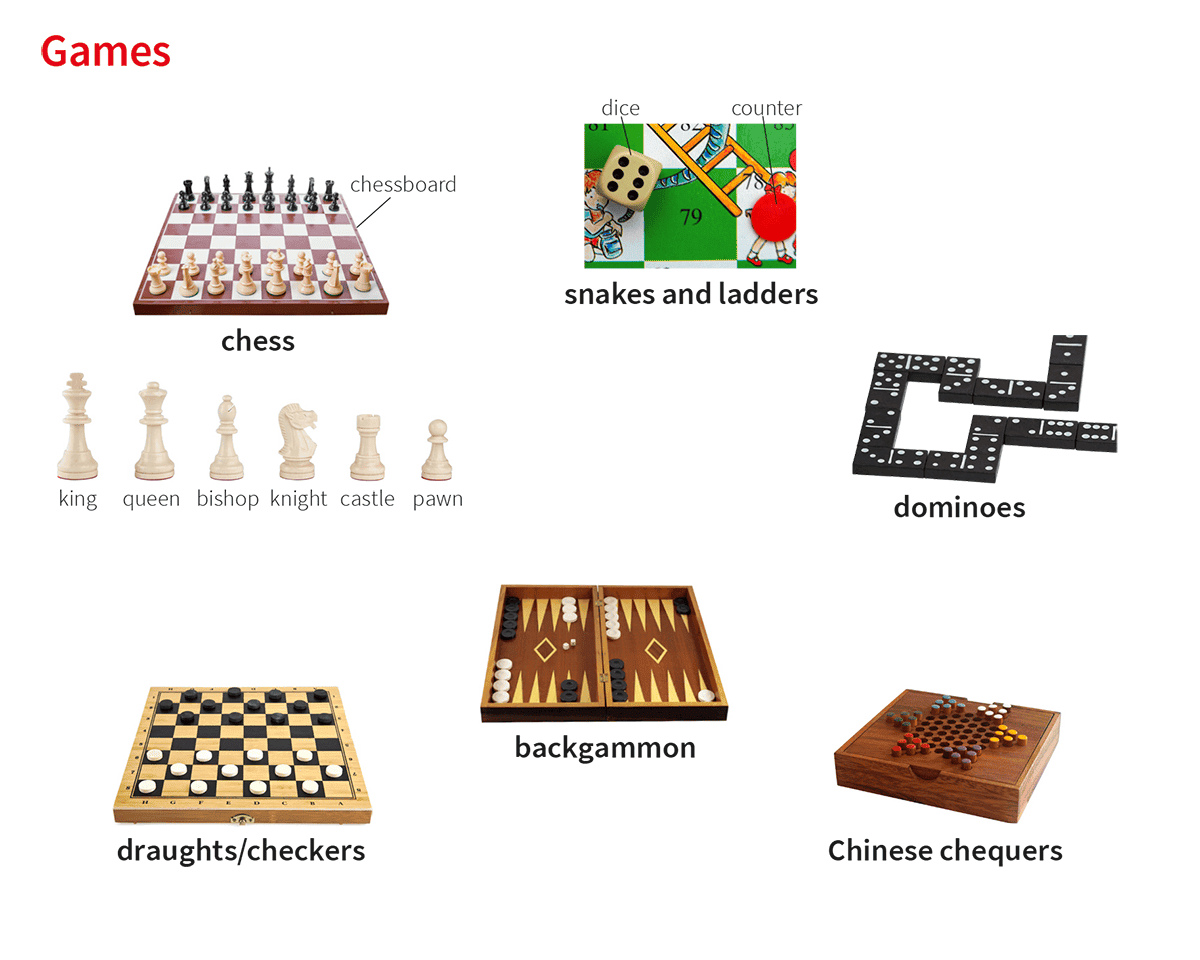 Games
dice
counter
81
82
83
78
79
chessboard
snakes and ladders
chess
king
queen
bishop
knight
castle
pawn
dominoes
backgammon
H G F E D C B A
draughts/checkers
Chinese chequers